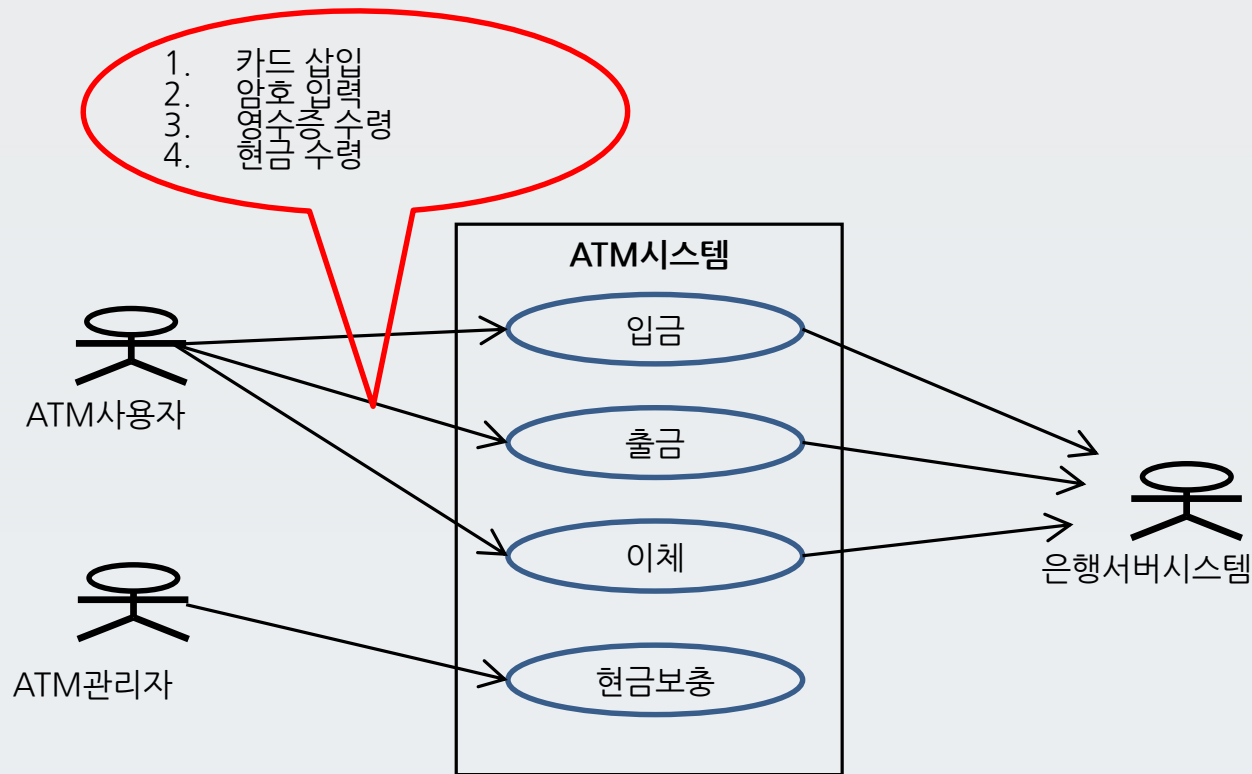 1. 카드 삽입
2. 암호 입력
3. 영수증 수령
4. 현금 수령
ATM시스템
입금
ATM사용자
출금
이체
은행서버시스템
ATM관리자
현금보충